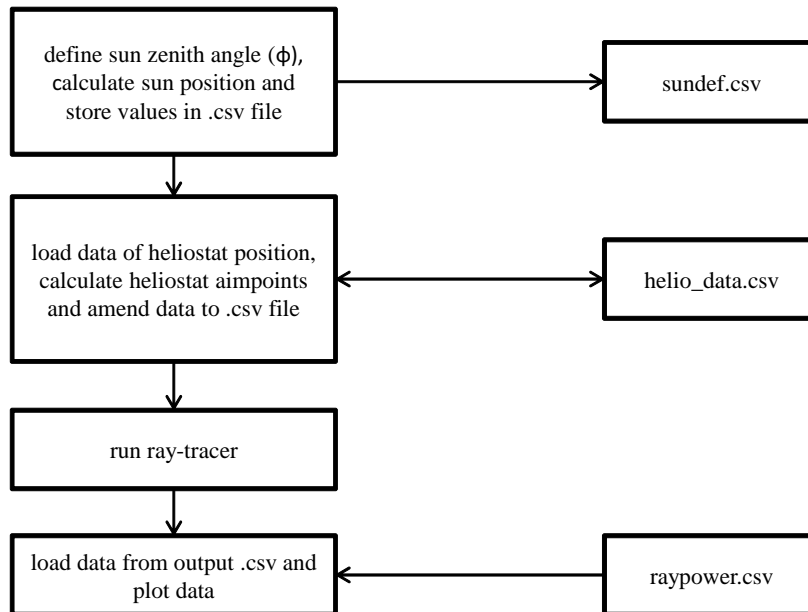 define sun zenith angle (ϕ),
calculate sun position and
store values in .csv file
sundef.csv
load data of heliostat position,
calculate heliostat aimpoints
and amend data to .csv file
helio_data.csv
run ray-tracer
load data from output .csv and
plot data
raypower.csv